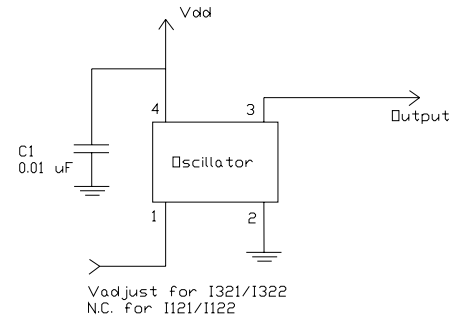 Vdd
4
3
Output
C1
0.01 uF
Oscillator
1
2
Vadjust for I321/I322
N.C. for I121/I122